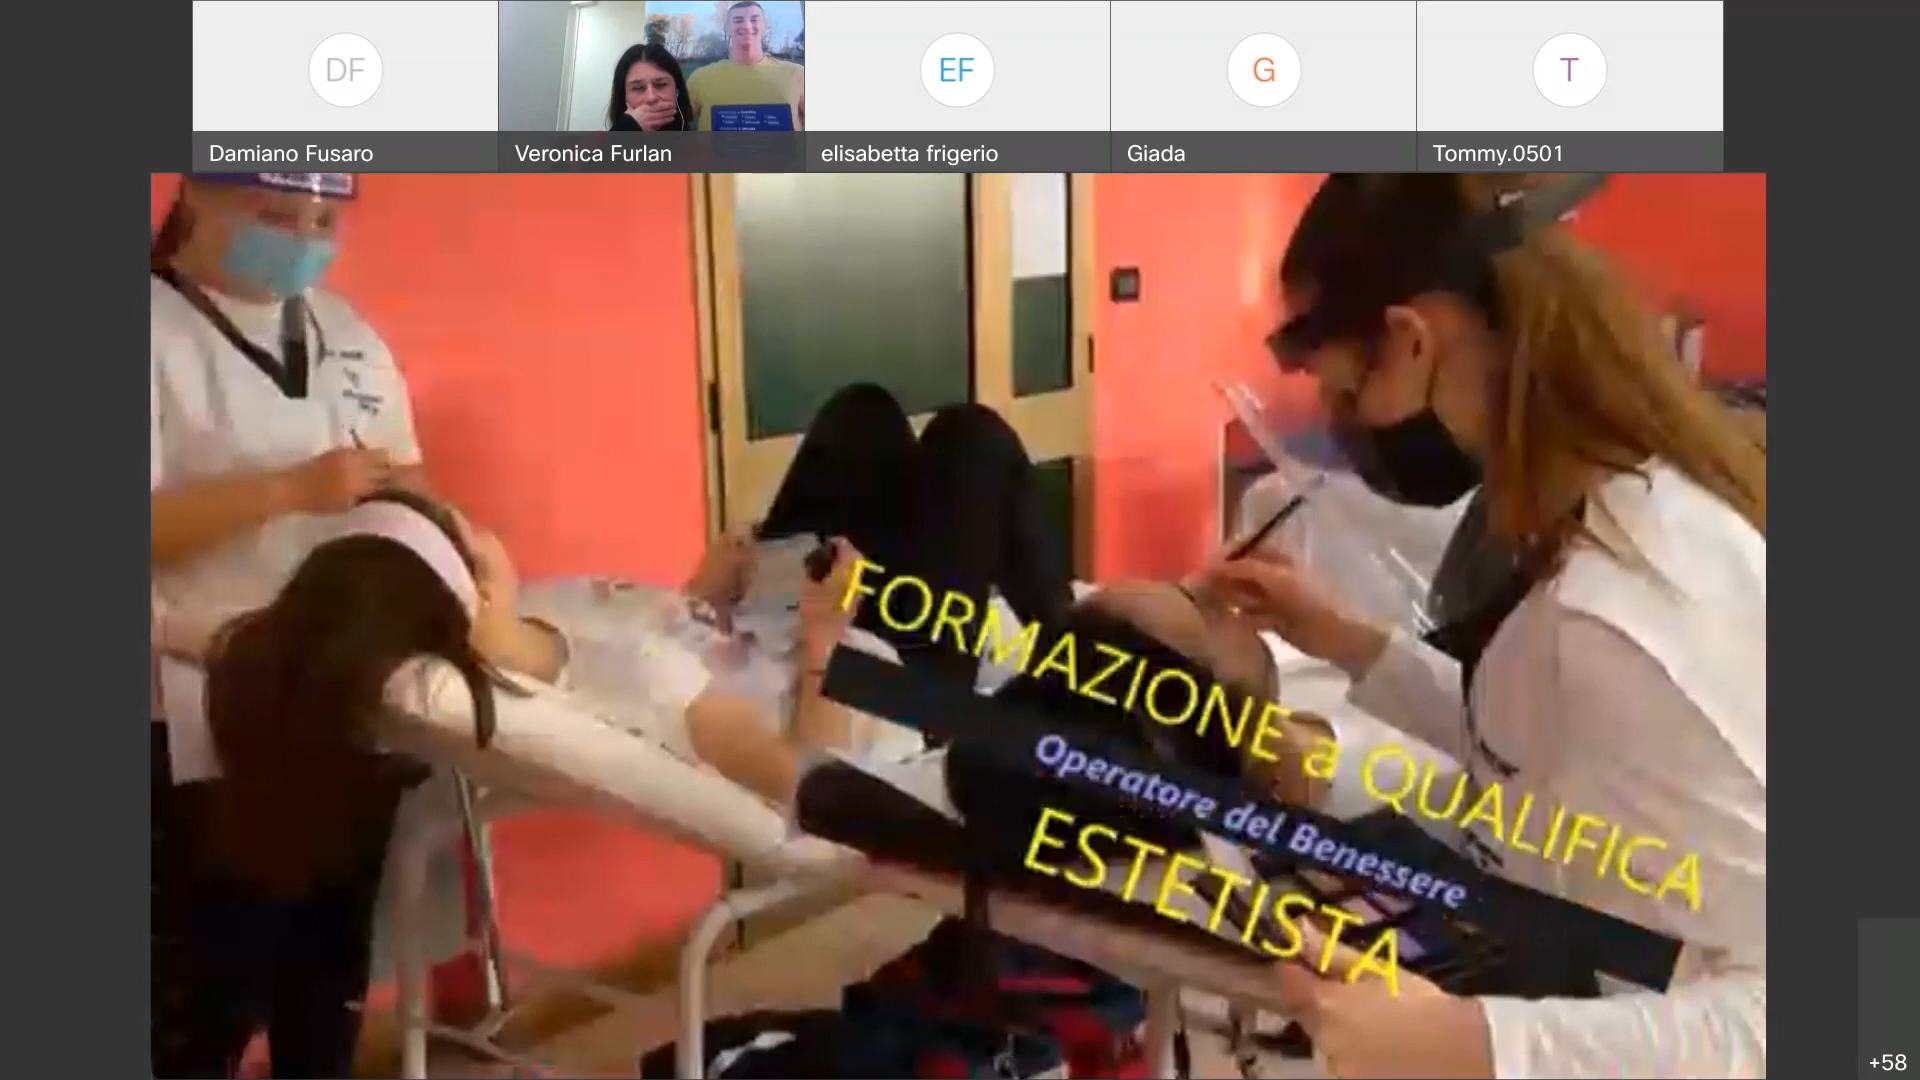 DF
EF
G
T
Damiano Fusaro
Veronica Furlan
elisabetta frigerio
Giada
Tommy.0501
FORMAZIONE a QUALIFICA
Operatore del Benessere
ESTETISTA
+58